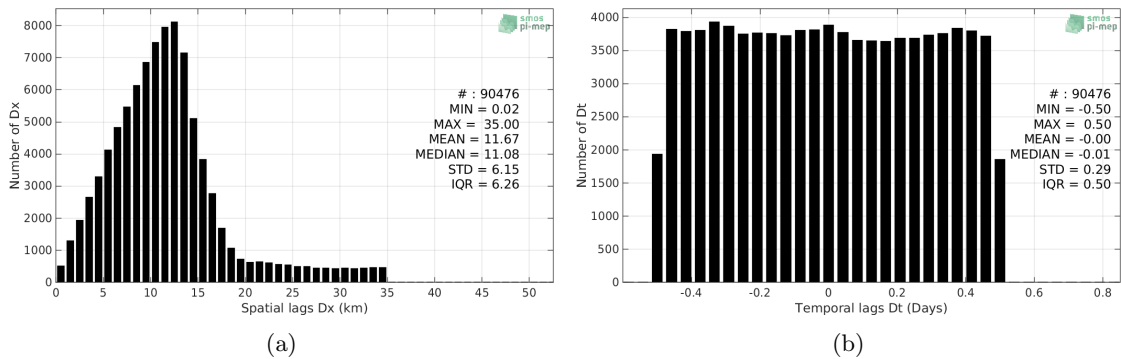 8000
7000
6000
5000
4000
3000
2000
1000
0
Number of Dx
smos
pi-mep
# : 90476
MIN = 0.02
MAX = 35.00
MEAN = 11.67
MEDIAN = 11.08
STD = 6.15
IQR = 6.26
0 5 10 15 20 25 30 35 40 45 50
Spatial lags Dx (km)
(a)
4000
3500
3000
2500
2000
1500
1000
500
0
Number of Dt
smos
pi-mep
# : 90476
MIN = -0.50
MAX = 0.50
MEAN = -0.00
MEDIAN = -0.01
STD = 0.29
IQR = 0.50
-0.4 -0.2 0 0.2 0.4 0.6 0.8
Temporal lags Dt (Days)
(b)